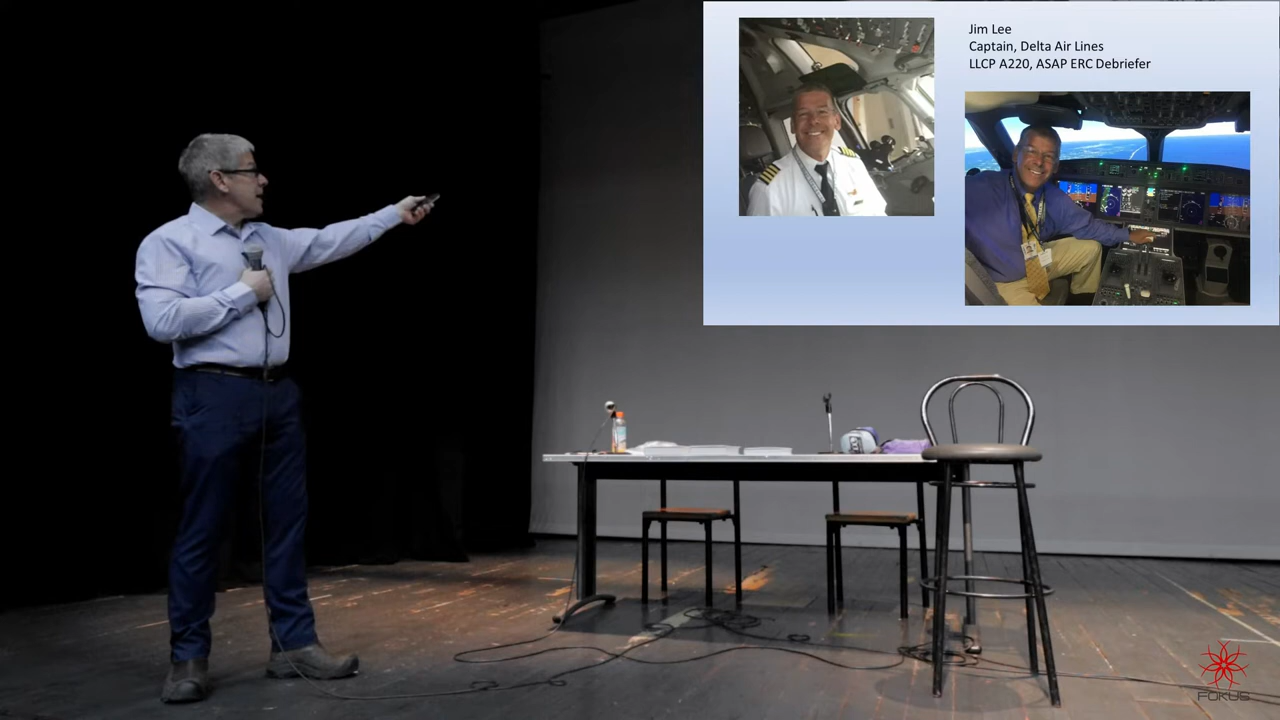 Jim Lee
Captain, Delta Air Lines
LLCP A220, ASAP ERC Debriefer
FOKUS